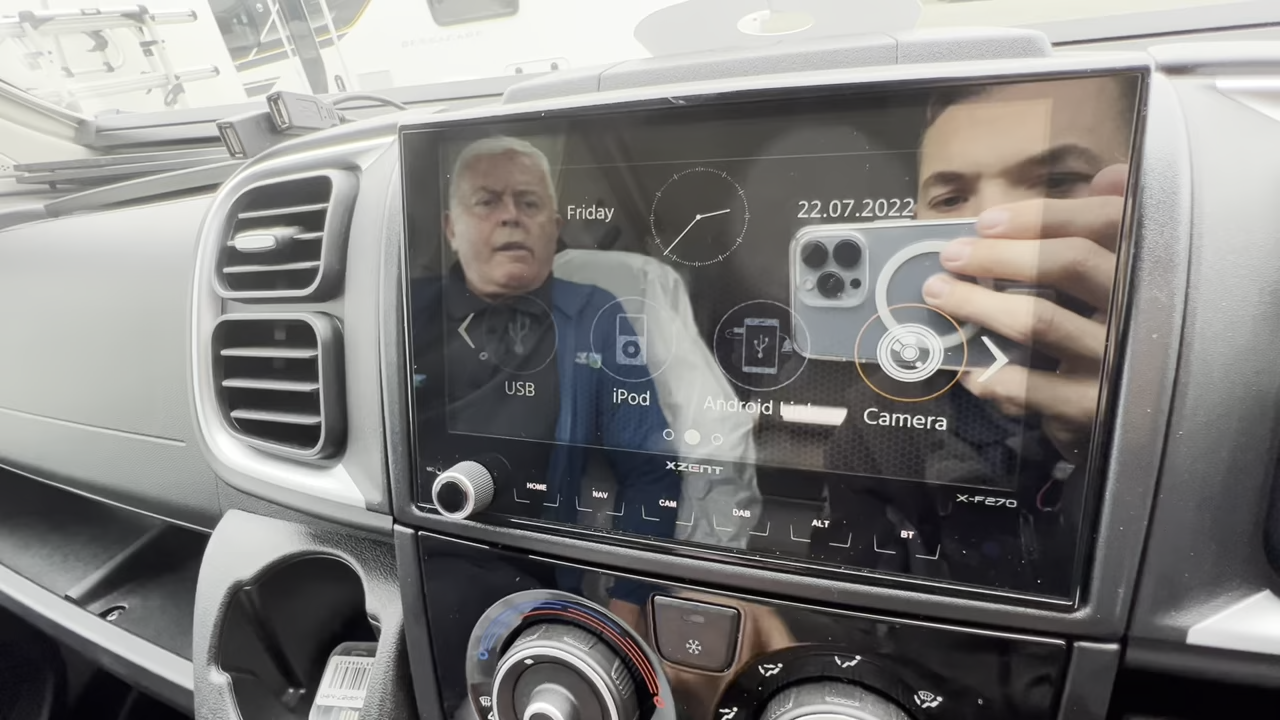 Friday
22.07.2022
USB
iPod
Android Link
Camera
XZENT
X-F270
HOME
NAV
CAM
DAB
ALT
BT